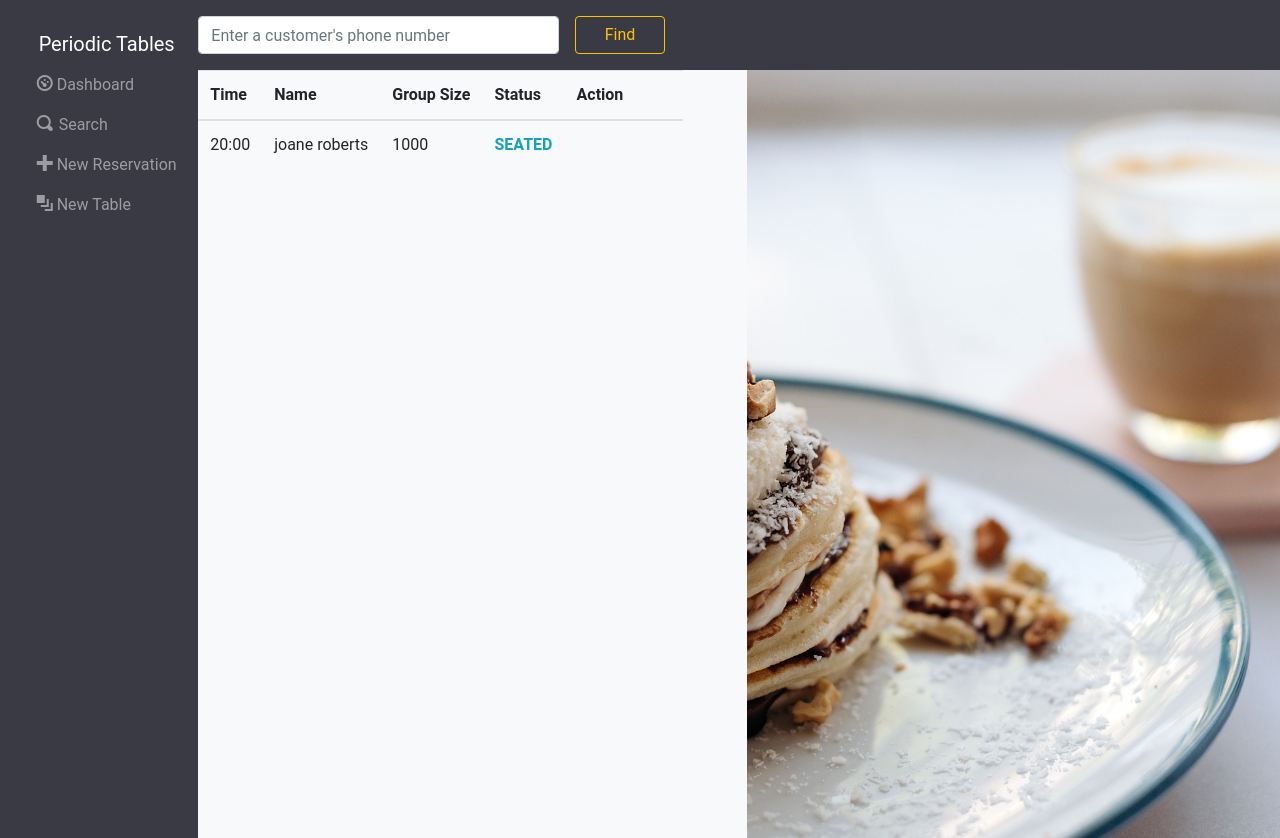 Periodic Tables
Dashboard
Search
New Reservation
New Table
Enter a customer's phone number
Find
Time Name Group Size Status Action
20:00 joane roberts 1000 SEATED